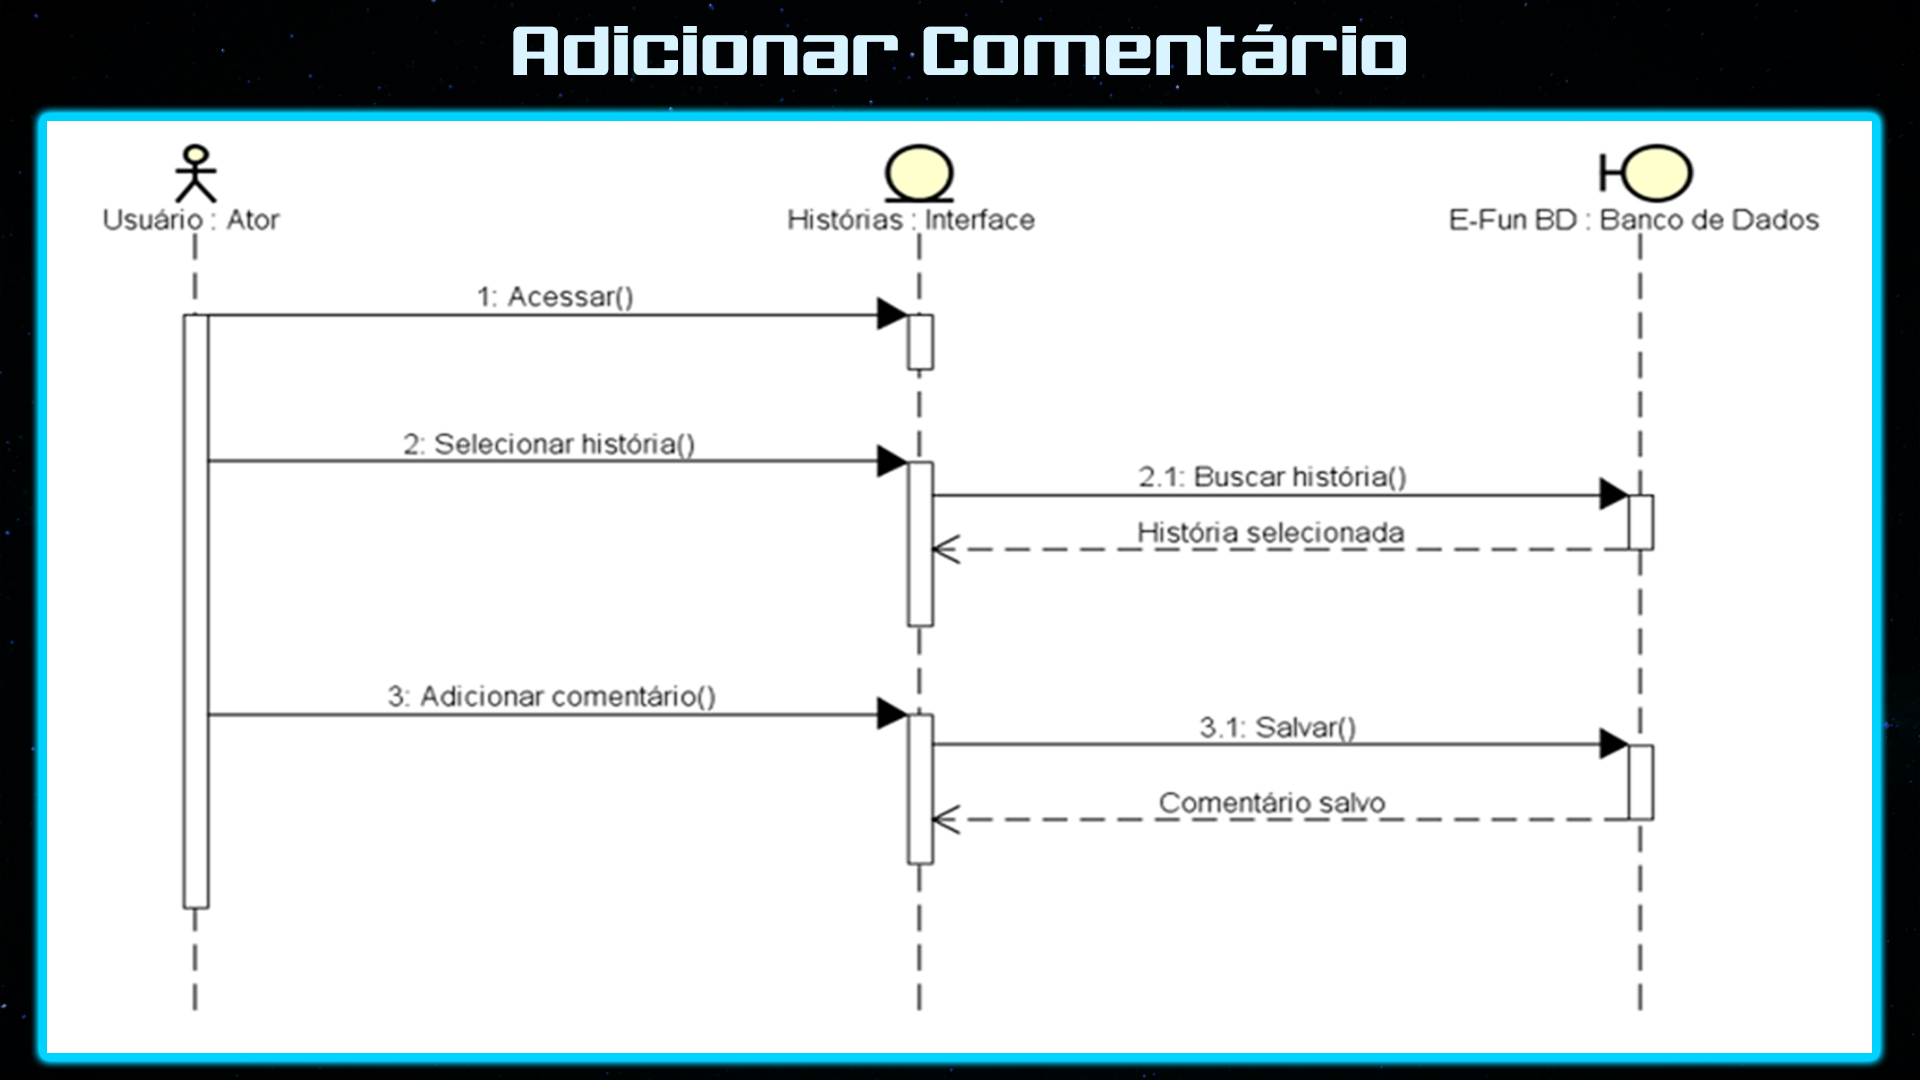 Adicionar Comentário
Usuário : Ator
Histórias : Interface
E-Fun BD : Banco de Dados
1: Acessar()
2: Selecionar história()
2.1: Buscar história()
História selecionada
3: Adicionar comentário()
3.1: Salvar()
Comentário salvo